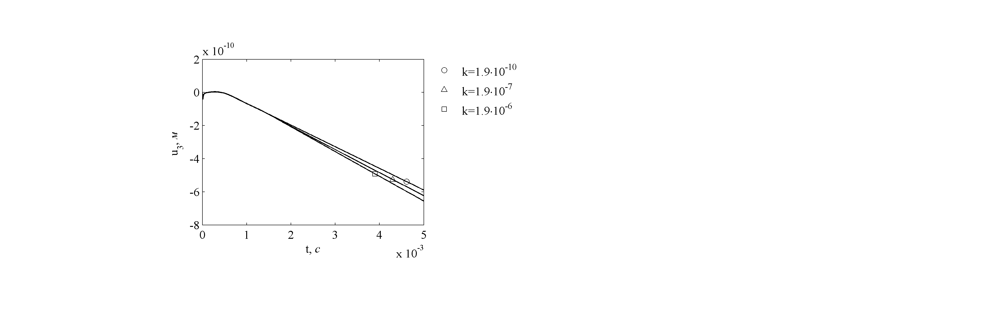 x 10^-10
2
0
-2
-4
-6
-8
u_3, м
0 1 2 3 4 5
t, с
x 10^-3
k=1.9·10^-10
k=1.9·10^-7
k=1.9·10^-6